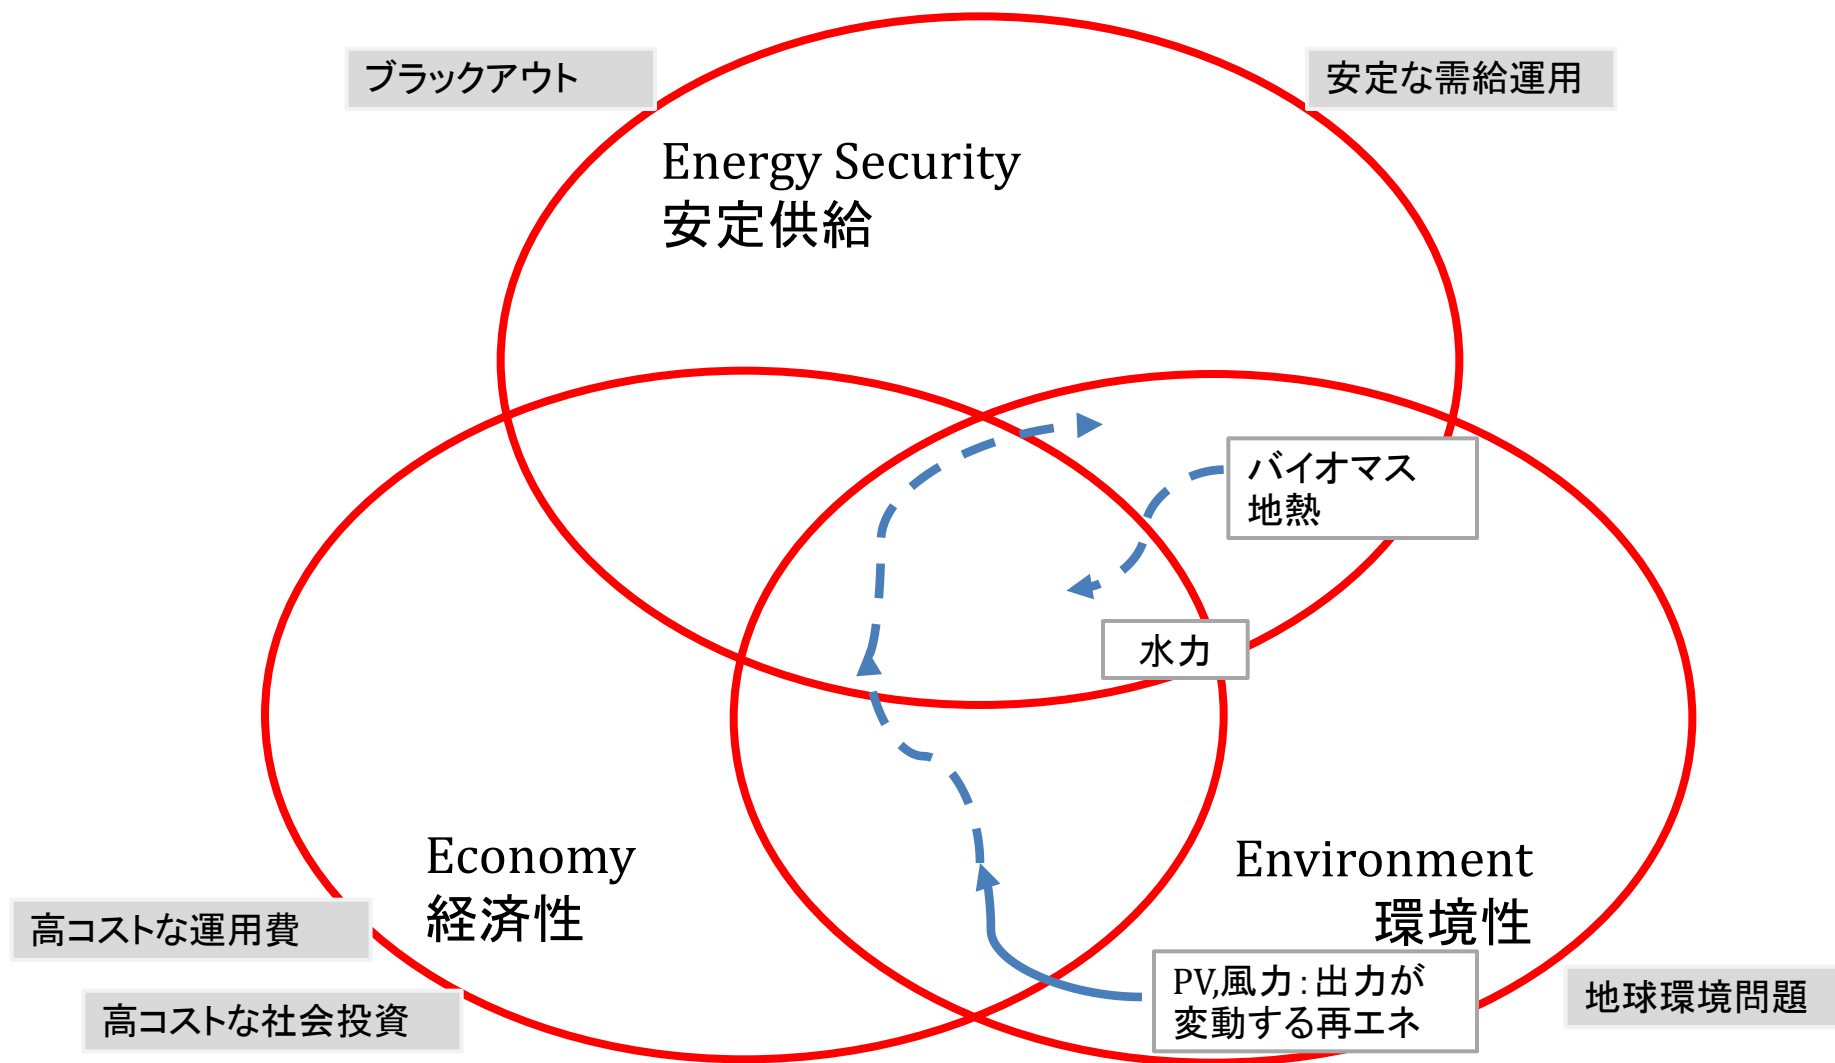 ブラックアウト
安定な需給運用
Energy Security
安定供給
バイオマス
地熱
水力
Economy
経済性
Environment
環境性
高コストな運用費
高コストな社会投資
PV,風力：出力が
変動する再エネ
地球環境問題